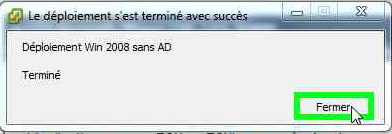 Le déploiement s'est terminé avec succès
Déploiement Win 2008 sans AD
Terminé
Fermer